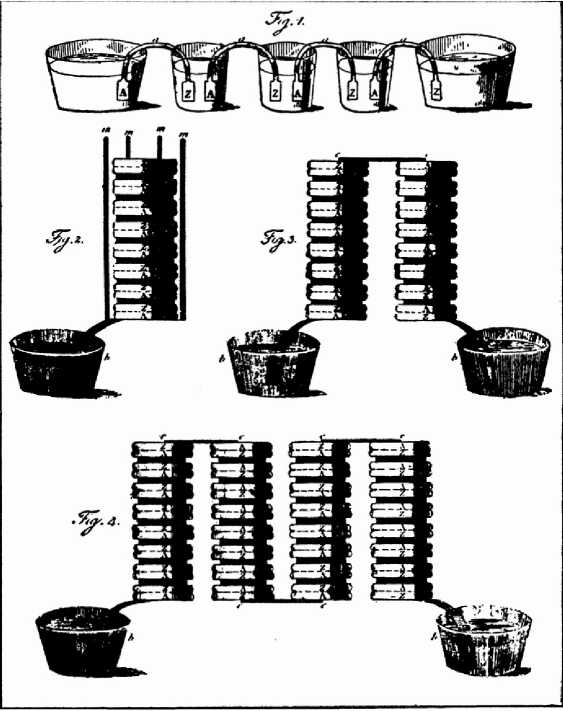 Fig. 1.
a a a a
A Z A Z A Z A Z
m m m m
c c
Fig. 2.
Fig. 3.
b b b
c c c c
Fig. 4.
c c
b b